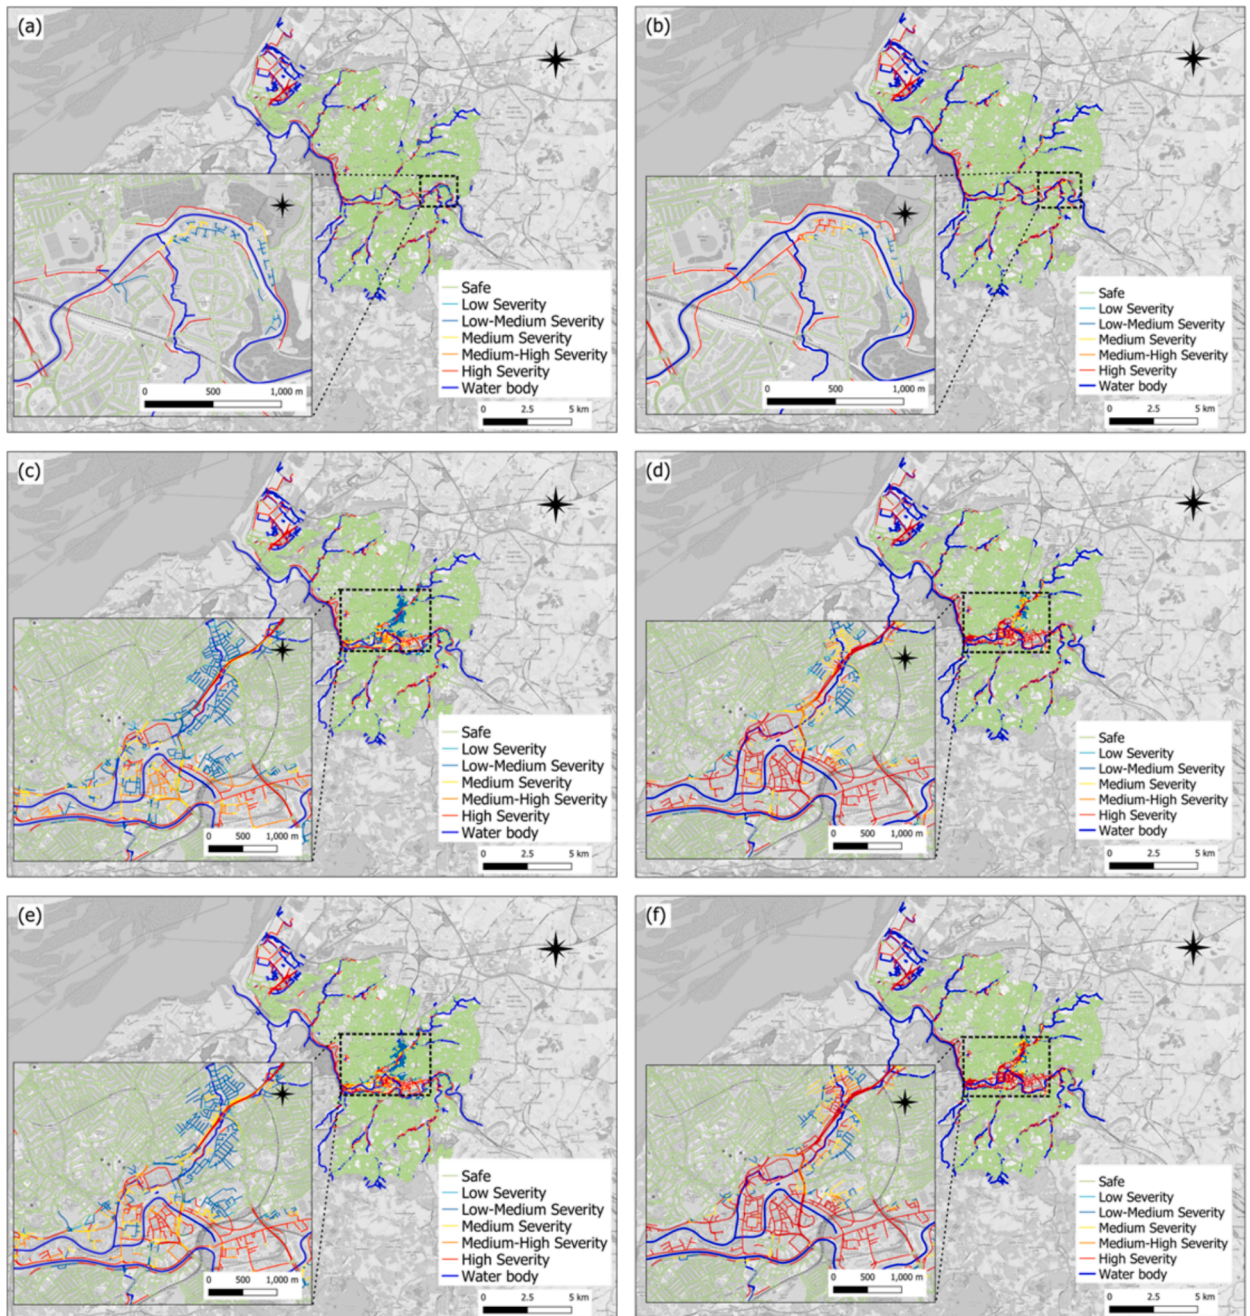 (a)
Safe
Low Severity
Low-Medium Severity
Medium Severity
Medium-High Severity
High Severity
Water body
0 500 1,000 m
0 2.5 5 km
(b)
Safe
Low Severity
Low-Medium Severity
Medium Severity
Medium-High Severity
High Severity
Water body
0 500 1,000 m
0 2.5 5 km
(c)
Safe
Low Severity
Low-Medium Severity
Medium Severity
Medium-High Severity
High Severity
Water body
0 500 1,000 m
0 2.5 5 km
(d)
Safe
Low Severity
Low-Medium Severity
Medium Severity
Medium-High Severity
High Severity
Water body
0 500 1,000 m
0 2.5 5 km
(e)
Safe
Low Severity
Low-Medium Severity
Medium Severity
Medium-High Severity
High Severity
Water body
0 500 1,000 m
0 2.5 5 km
(f)
Safe
Low Severity
Low-Medium Severity
Medium Severity
Medium-High Severity
High Severity
Water body
0 500 1,000 m
0 2.5 5 km